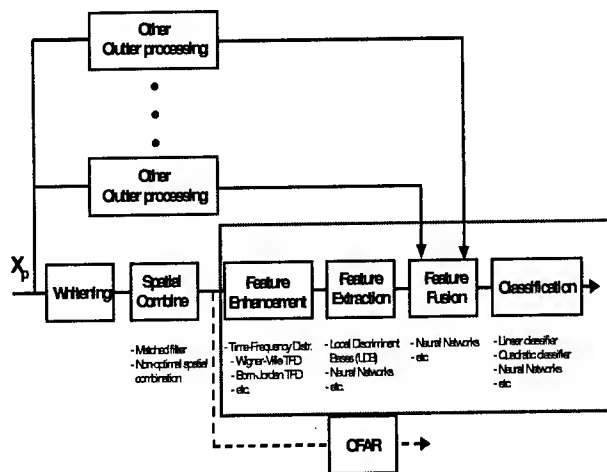 Other
Clutter processing
Other
Clutter processing
Xp
Whitening
Spatial
Combine
Feature
Enhancement
Feature
Extraction
Feature
Fusion
Classification
- Matched filter
- Non-optimal spatial
combination
- Time-Frequency Distr.
- Wigner-Ville TFD
- Born-Jordan TFD
- etc.
- Local Discriminant
Bases (LDB)
- Neural Networks
- etc.
- Neural Networks
- etc
- Linear classifier
- Quadratic classifier
- Neural Networks
- etc
CFAR